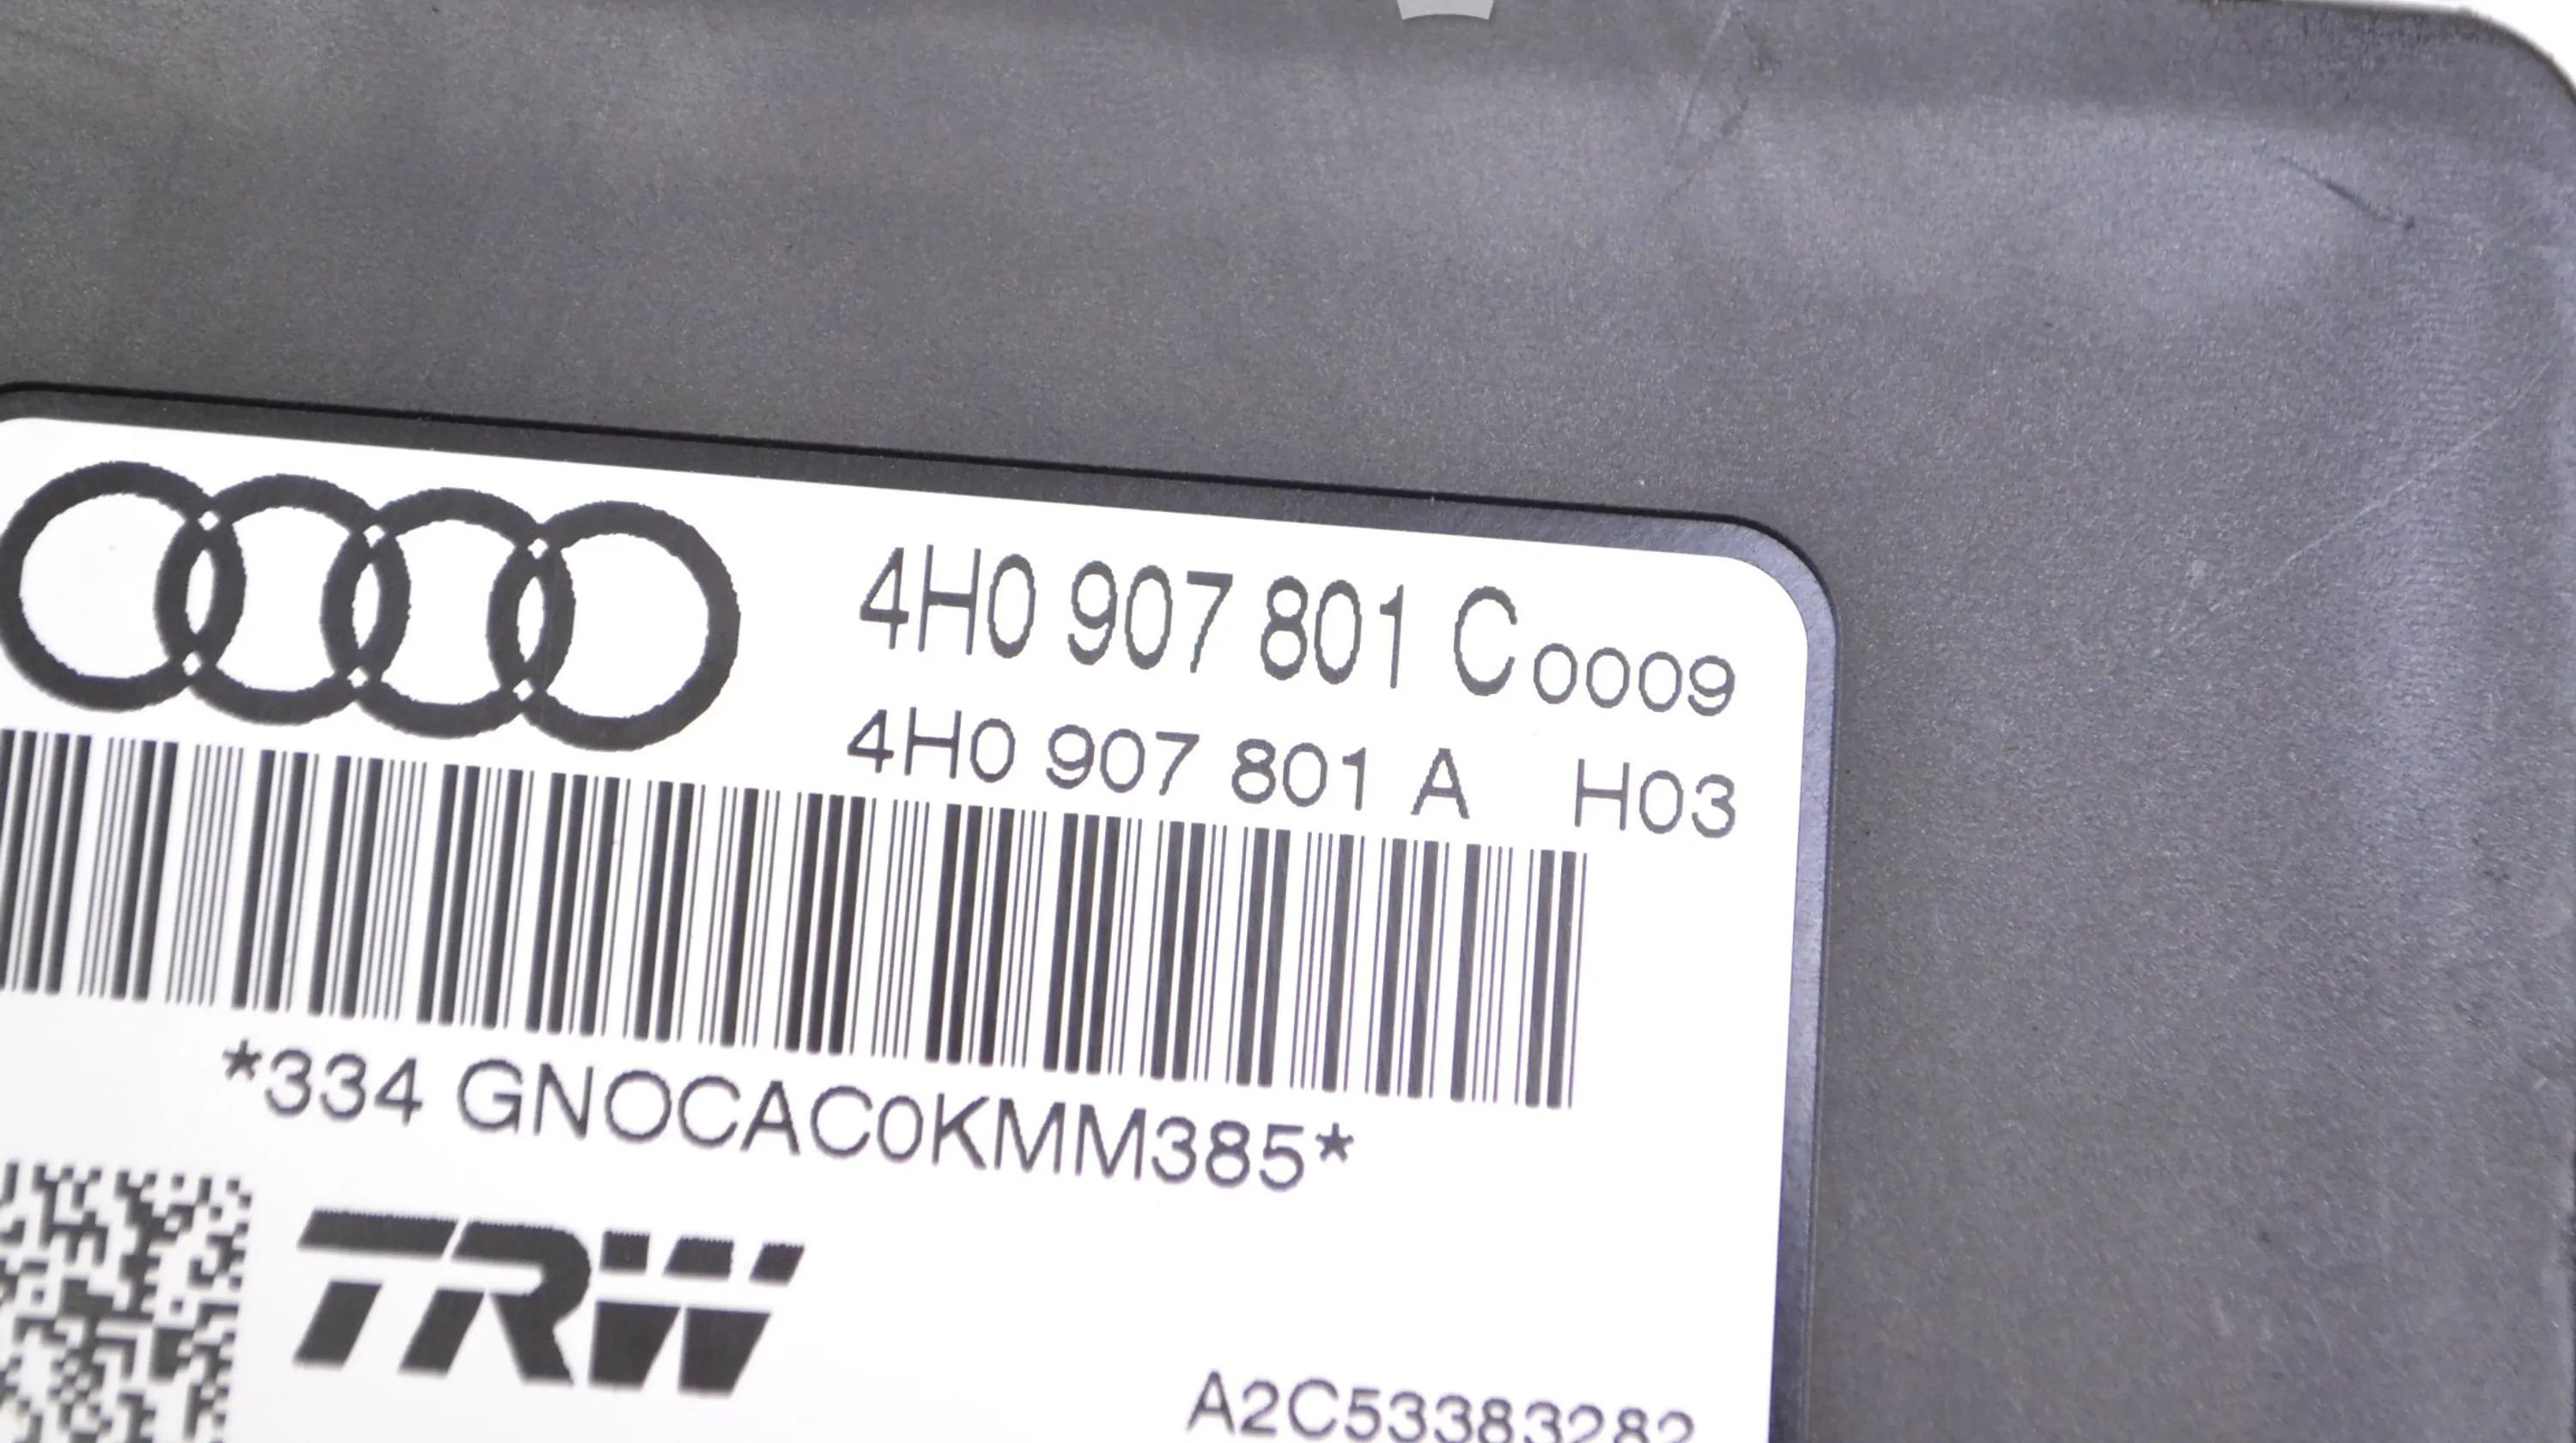 4H0 907 801 C 0009
4H0 907 801 A H03
*334 GNOCAC0KMM385*
TRW
A2C53383282